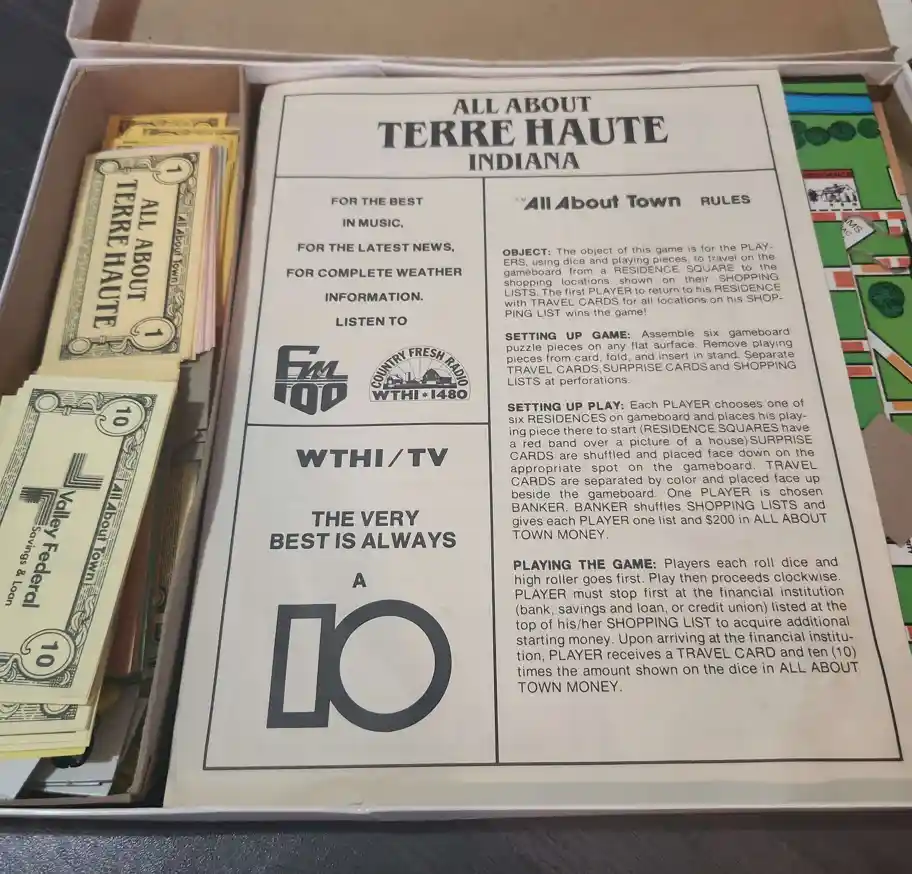 ALL ABOUT
TERRE HAUTE
INDIANA
FOR THE BEST
IN MUSIC,
FOR THE LATEST NEWS,
FOR COMPLETE WEATHER
INFORMATION,
LISTEN TO
Fm
100
COUNTRY FRESH RADIO
WTHI • 1480
WTHI/TV
THE VERY
BEST IS ALWAYS
A
10
All About Town RULES
OBJECT: The object of this game is for the PLAY-
ERS, using dice and playing pieces, to travel on the
gameboard from a RESIDENCE SQUARE to the
shopping locations shown on their SHOPPING
LISTS. The first PLAYER to return to his RESIDENCE
with TRAVEL CARDS for all locations on his SHOP-
PING LIST wins the game!
SETTING UP GAME: Assemble six gameboard
puzzle pieces on any flat surface. Remove playing
pieces from card, fold, and insert in stand. Separate
TRAVEL CARDS, SURPRISE CARDS and SHOPPING
LISTS at perforations.
SETTING UP PLAY: Each PLAYER chooses one of
six RESIDENCES on gameboard and places his play-
ing piece there to start (RESIDENCE SQUARES have
a red band over a picture of a house) SURPRISE
CARDS are shuffled and placed face down on the
appropriate spot on the gameboard. TRAVEL
CARDS are separated by color and placed face up
beside the gameboard. One PLAYER is chosen
BANKER. BANKER shuffles SHOPPING LISTS and
gives each PLAYER one list and $200 in ALL ABOUT
TOWN MONEY.
PLAYING THE GAME: Players each roll dice and
high roller goes first. Play then proceeds clockwise.
PLAYER must stop first at the financial institution
(bank, savings and loan, or credit union) listed at the
top of his/her SHOPPING LIST to acquire additional
starting money. Upon arriving at the financial institu-
tion, PLAYER receives a TRAVEL CARD and ten (10)
times the amount shown on the dice in ALL ABOUT
TOWN MONEY.
1
All About Town
ALL ABOUT
TERRE HAUTE
1
10
All About Town
Valley Federal
Savings & Loan
10